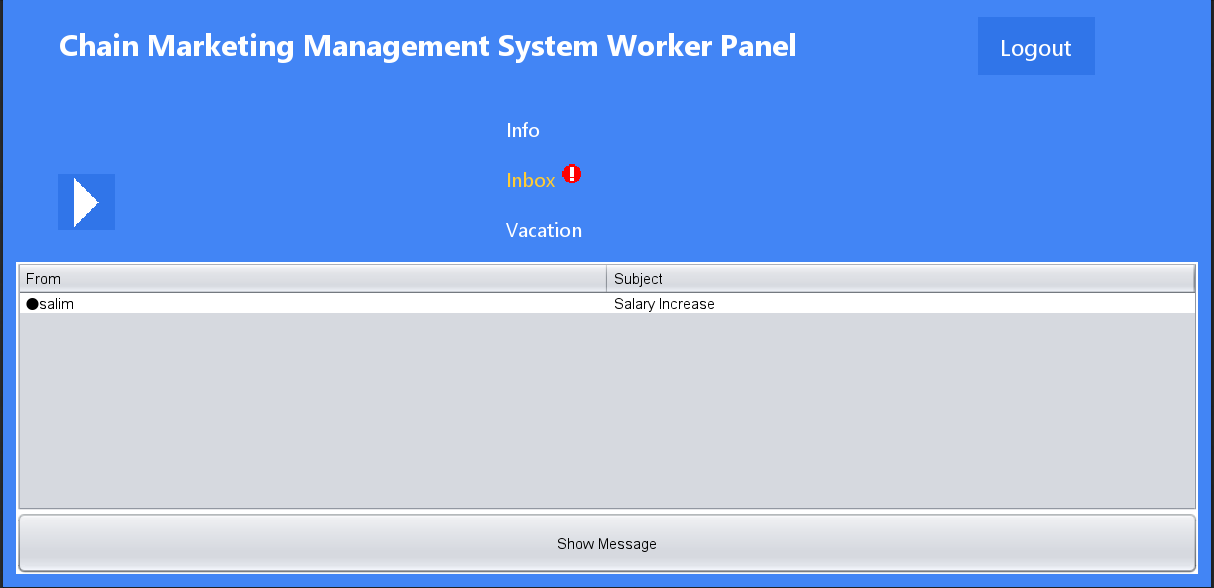 Chain Marketing Management System Worker Panel
Logout
Info
Inbox
Vacation
From Subject
●salim Salary Increase
Show Message